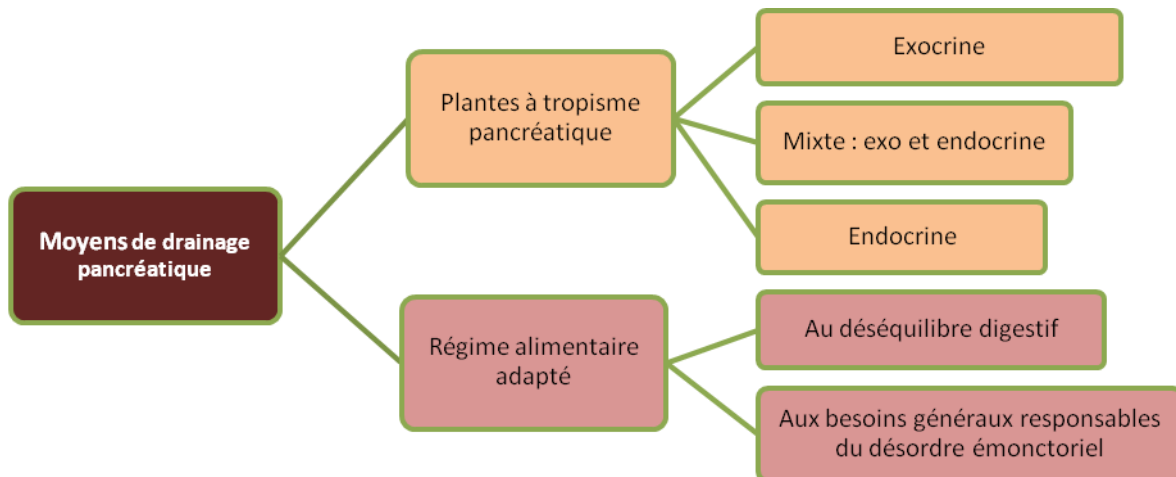 Moyens de drainage
pancréatique
Plantes à tropisme
pancréatique
Exocrine
Mixte : exo et endocrine
Endocrine
Régime alimentaire
adapté
Au déséquilibre digestif
Aux besoins généraux responsables
du désordre émonctoriel